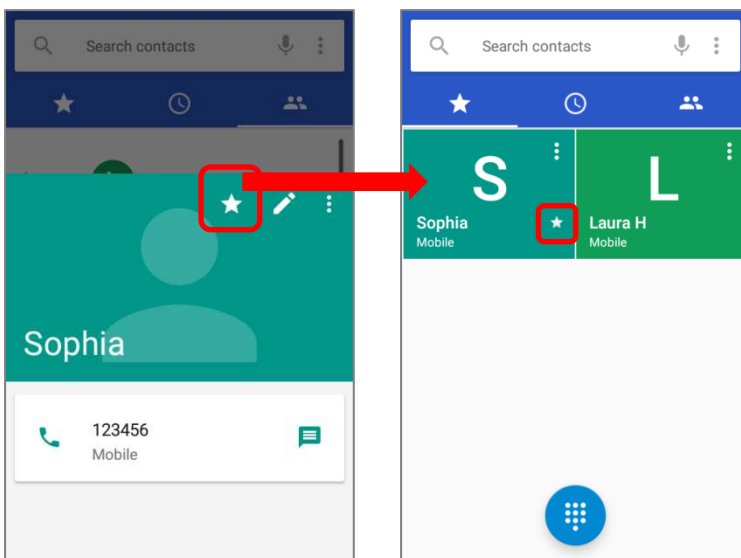 Search contacts
Sophia
123456
Mobile
Search contacts
S
Sophia
Mobile
L
Laura H
Mobile